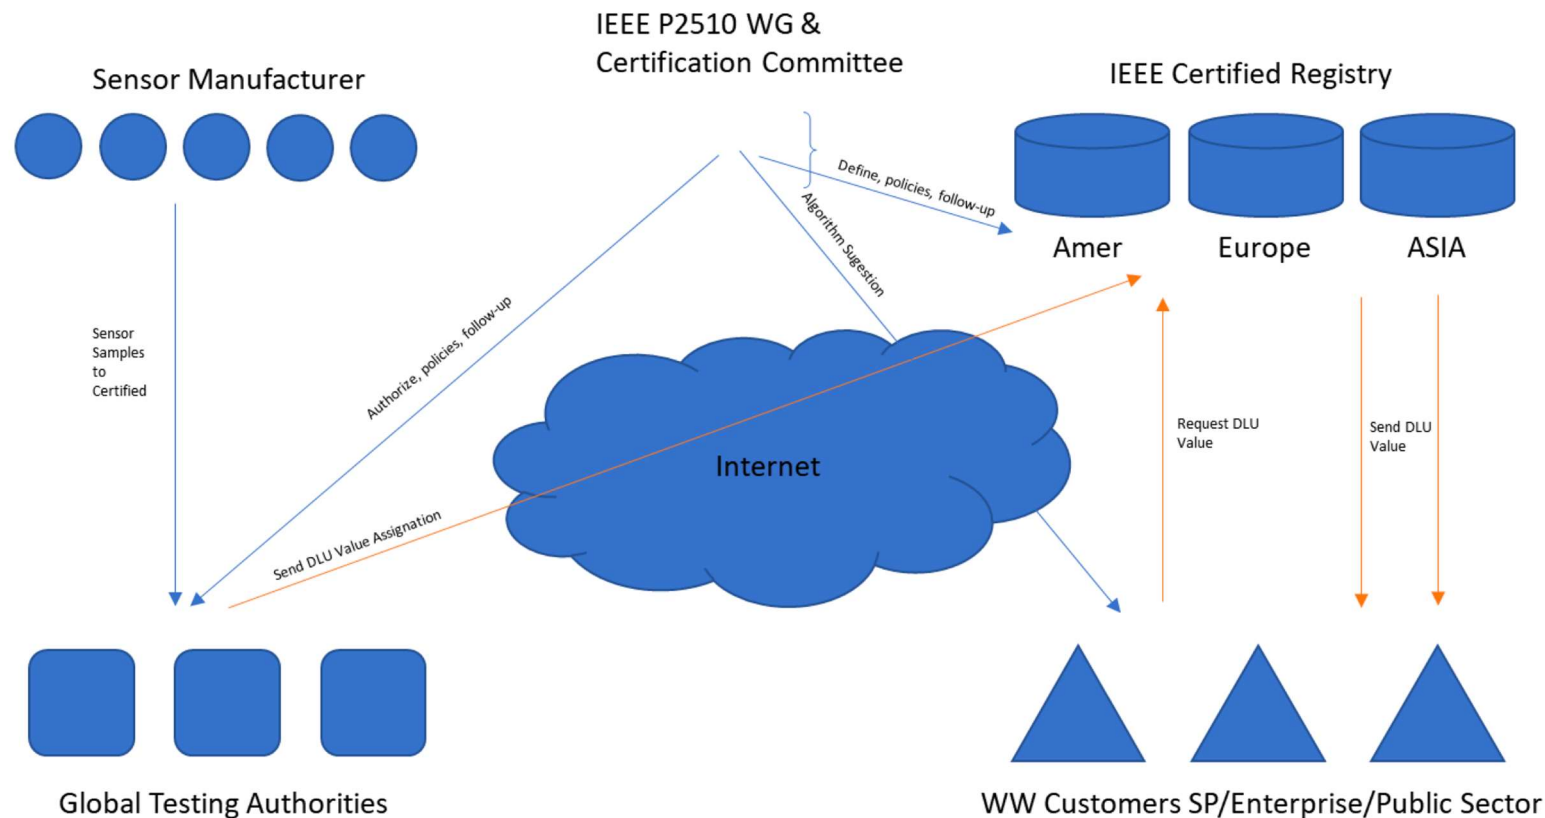 IEEE P2510 WG &
Certification Committee
Sensor Manufacturer
IEEE Certified Registry
Define, policies, follow-up
Algorithm Sugestion
Amer
Europe
ASIA
Authorize, policies, follow-up
Sensor
Samples
to
Certified
Internet
Request DLU
Value
Send DLU
Value
Send DLU Value Assignation
Global Testing Authorities
WW Customers SP/Enterprise/Public Sector